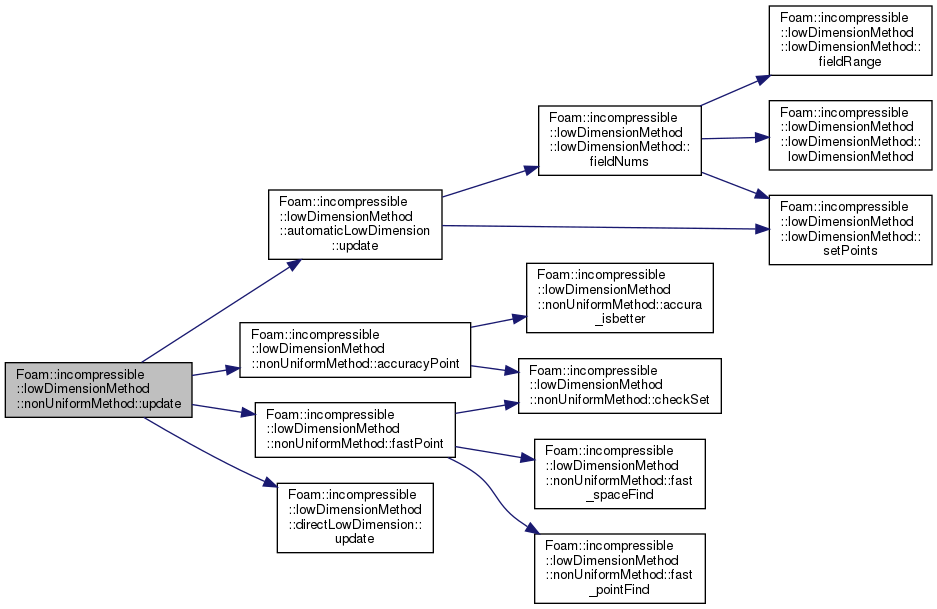 Foam::incompressible
::lowDimensionMethod
::nonUniformMethod::update
Foam::incompressible
::lowDimensionMethod
::automaticLowDimension
::update
Foam::incompressible
::lowDimensionMethod
::nonUniformMethod::accuracyPoint
Foam::incompressible
::lowDimensionMethod
::nonUniformMethod::fastPoint
Foam::incompressible
::lowDimensionMethod
::directLowDimension::
update
Foam::incompressible
::lowDimensionMethod
::lowDimensionMethod::
fieldNums
Foam::incompressible
::lowDimensionMethod
::nonUniformMethod::accura
_isbetter
Foam::incompressible
::lowDimensionMethod
::nonUniformMethod::checkSet
Foam::incompressible
::lowDimensionMethod
::nonUniformMethod::fast
_spaceFind
Foam::incompressible
::lowDimensionMethod
::nonUniformMethod::fast
_pointFind
Foam::incompressible
::lowDimensionMethod
::lowDimensionMethod::
fieldRange
Foam::incompressible
::lowDimensionMethod
::lowDimensionMethod::
lowDimensionMethod
Foam::incompressible
::lowDimensionMethod
::lowDimensionMethod::
setPoints